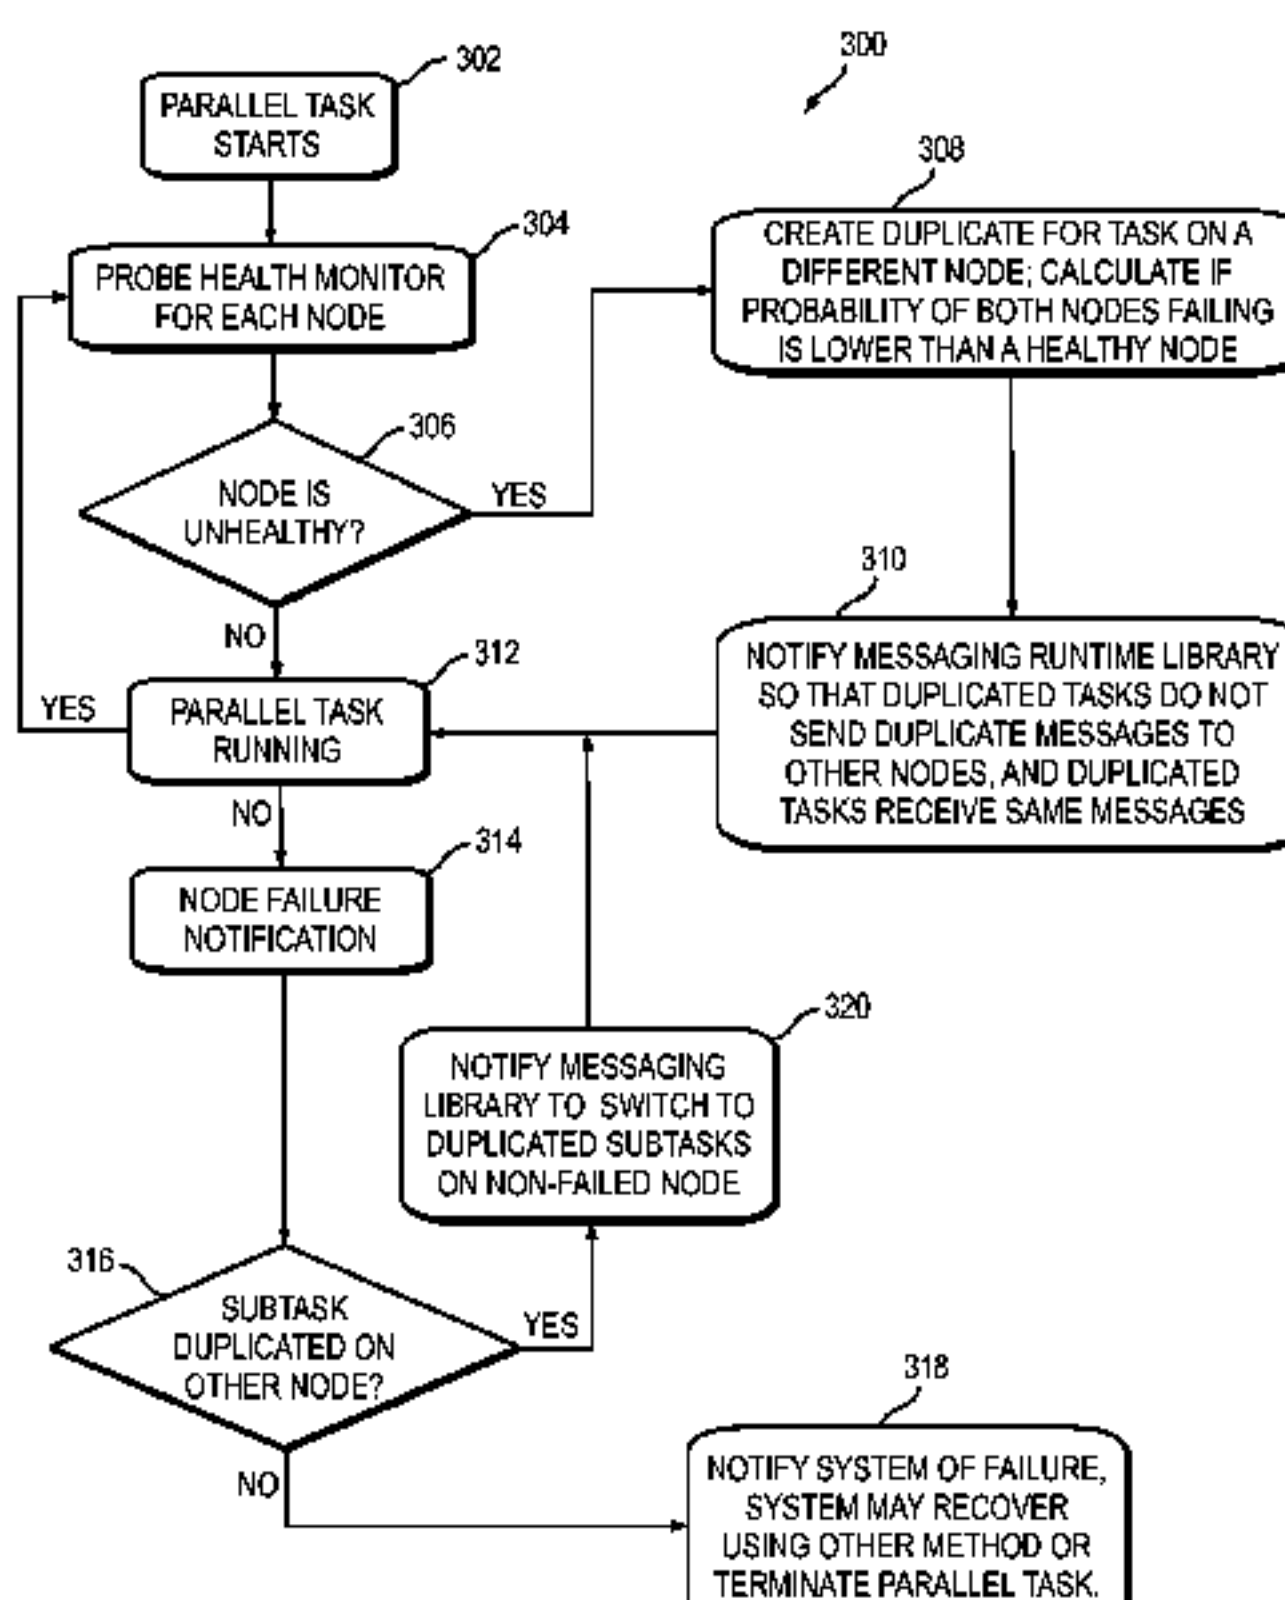 300
302
PARALLEL TASK
STARTS
304
PROBE HEALTH MONITOR
FOR EACH NODE
306
NODE IS
UNHEALTHY?
YES
NO
308
CREATE DUPLICATE FOR TASK ON A
DIFFERENT NODE; CALCULATE IF
PROBABILITY OF BOTH NODES FAILING
IS LOWER THAN A HEALTHY NODE
310
NOTIFY MESSAGING RUNTIME LIBRARY
SO THAT DUPLICATED TASKS DO NOT
SEND DUPLICATE MESSAGES TO
OTHER NODES, AND DUPLICATED
TASKS RECEIVE SAME MESSAGES
312
PARALLEL TASK
RUNNING
YES
NO
314
NODE FAILURE
NOTIFICATION
316
SUBTASK
DUPLICATED ON
OTHER NODE?
YES
NO
320
NOTIFY MESSAGING
LIBRARY TO SWITCH TO
DUPLICATED SUBTASKS
ON NON-FAILED NODE
318
NOTIFY SYSTEM OF FAILURE,
SYSTEM MAY RECOVER
USING OTHER METHOD OR
TERMINATE PARALLEL TASK.